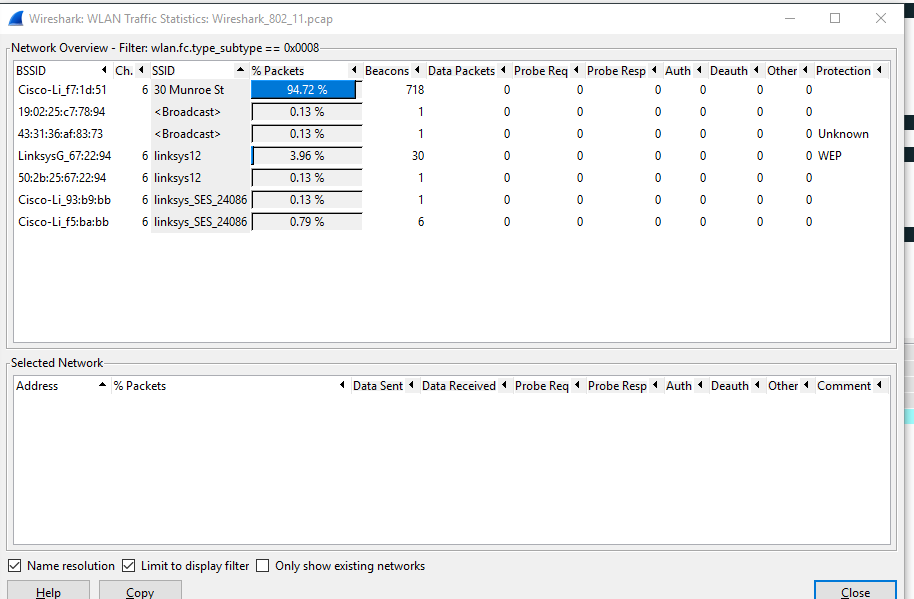 Wireshark: WLAN Traffic Statistics: Wireshark_802_11.pcap
Network Overview - Filter: wlan.fc.type_subtype == 0x0008
BSSID Ch. SSID % Packets Beacons Data Packets Probe Req Probe Resp Auth Deauth Other Protection
Cisco-Li_f7:1d:51 6 30 Munroe St 94.72 % 718 0 0 0 0 0 0
19:02:25:c7:78:94 <Broadcast> 0.13 % 1 0 0 0 0 0 0
43:31:36:af:83:73 <Broadcast> 0.13 % 1 0 0 0 0 0 0 Unknown
LinksysG_67:22:94 6 linksys12 3.96 % 30 0 0 0 0 0 0 WEP
50:2b:25:67:22:94 6 linksys12 0.13 % 1 0 0 0 0 0 0
Cisco-Li_93:b9:bb 6 linksys_SES_24086 0.13 % 1 0 0 0 0 0 0
Cisco-Li_f5:ba:bb 6 linksys_SES_24086 0.79 % 6 0 0 0 0 0 0
Selected Network
Address % Packets Data Sent Data Received Probe Req Probe Resp Auth Deauth Other Comment
Name resolution Limit to display filter Only show existing networks
Help Copy Close